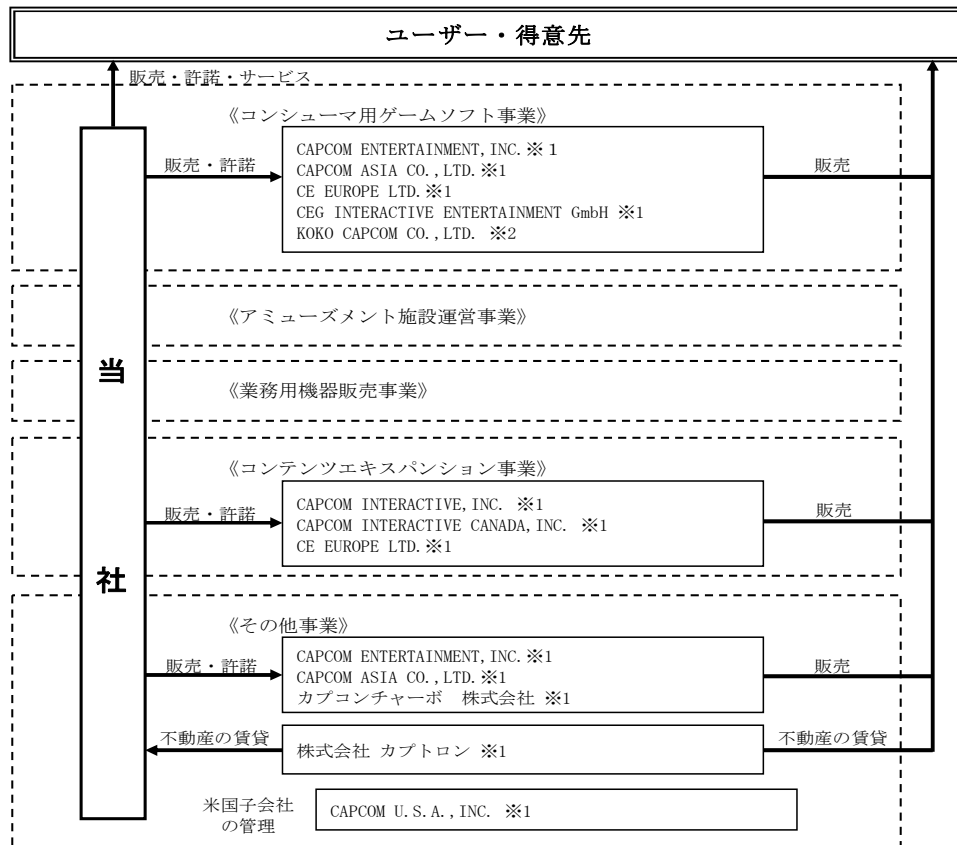 ユーザー・得意先
販売・許諾・サービス
《コンシューマ用ゲームソフト事業》
販売・許諾
CAPCOM ENTERTAINMENT,INC.※１
CAPCOM ASIA CO.,LTD.※1
CE EUROPE LTD.※1
CEG INTERACTIVE ENTERTAINMENT GmbH ※1
KOKO CAPCOM CO.,LTD. ※2
販売
《アミューズメント施設運営事業》
当
社
《業務用機器販売事業》
《コンテンツエキスパンション事業》
販売・許諾
CAPCOM INTERACTIVE,INC. ※1
CAPCOM INTERACTIVE CANADA,INC. ※1
CE EUROPE LTD.※1
販売
《その他事業》
販売・許諾
CAPCOM ENTERTAINMENT,INC.※1
CAPCOM ASIA CO.,LTD.※1
カプコンチャーボ　株式会社 ※1
販売
不動産の賃貸
株式会社 カプトロン ※1
不動産の賃貸
米国子会社
の管理
CAPCOM U.S.A.,INC. ※1